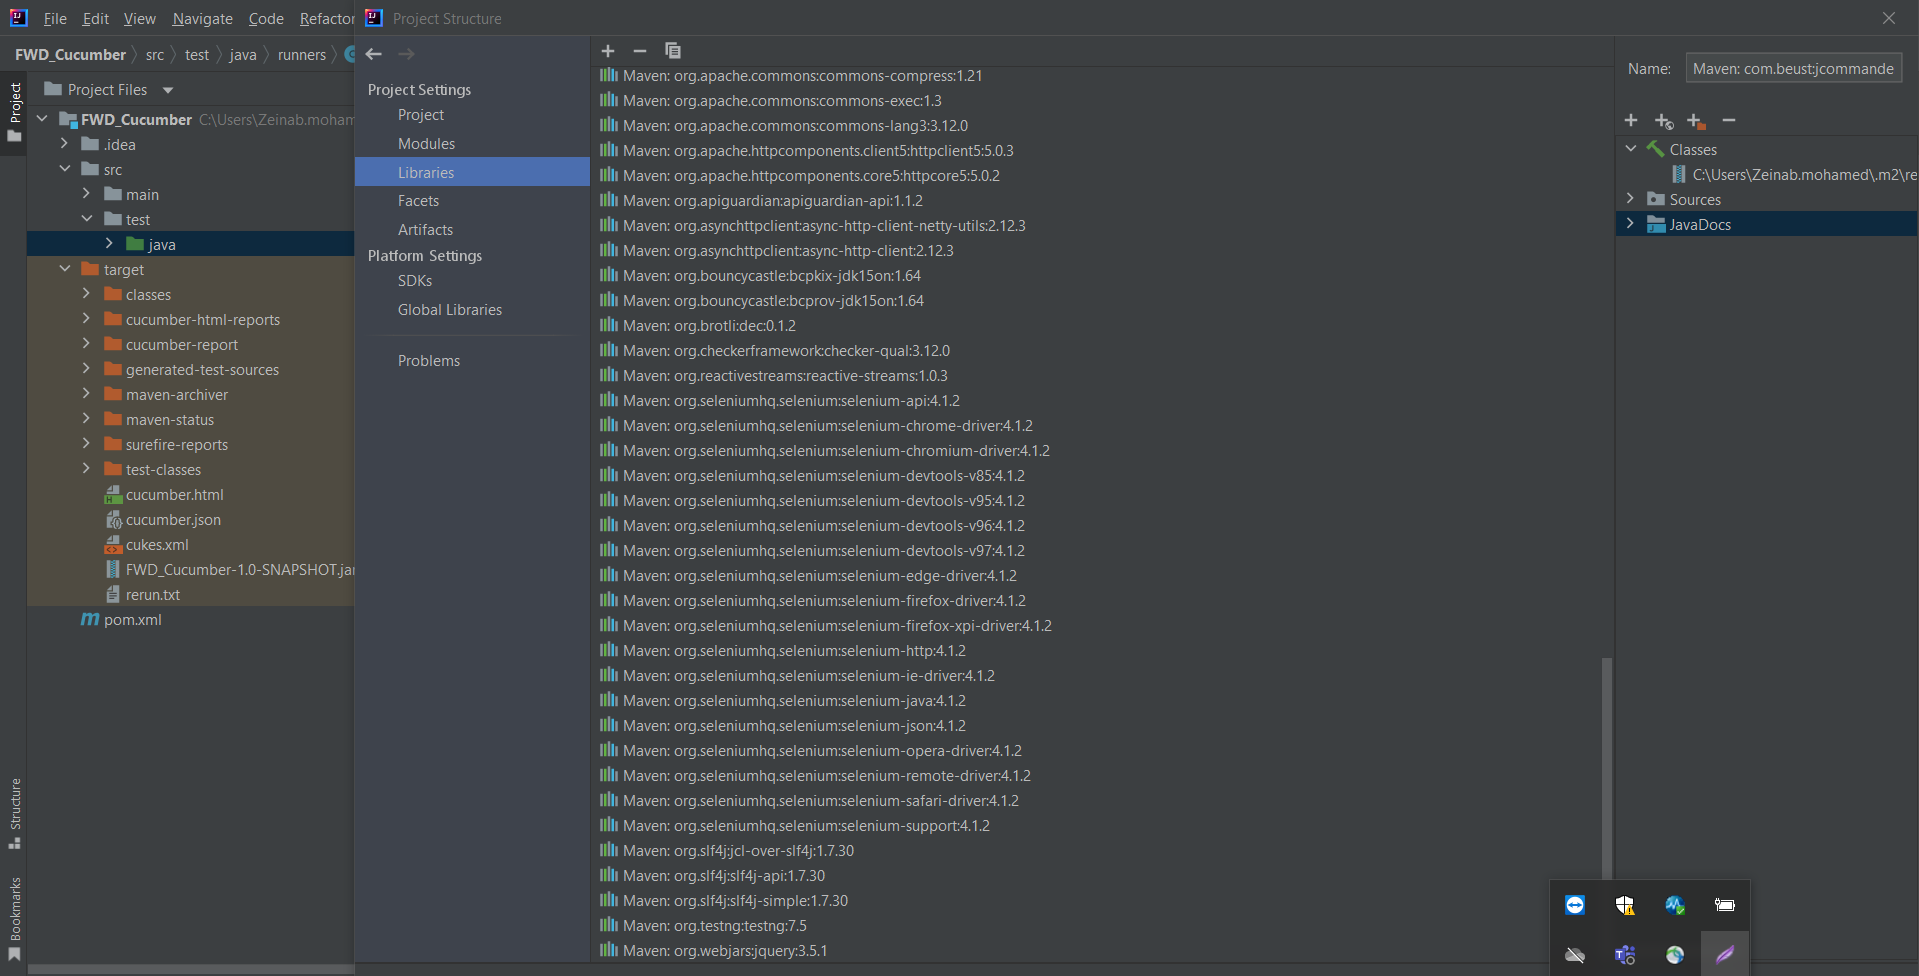 File Edit View Navigate Code Refactor
Project Structure
FWD_Cucumber src test java runners
Project Files
FWD_Cucumber C:\Users\Zeinab.moham
.idea
src
main
test
java
target
classes
cucumber-html-reports
cucumber-report
generated-test-sources
maven-archiver
maven-status
surefire-reports
test-classes
cucumber.html
cucumber.json
cukes.xml
FWD_Cucumber-1.0-SNAPSHOT.jar
rerun.txt
pom.xml
Project
Structure
Bookmarks
Project Settings
Project
Modules
Libraries
Facets
Artifacts
Platform Settings
SDKs
Global Libraries
Problems
Maven: org.apache.commons:commons-compress:1.21
Maven: org.apache.commons:commons-exec:1.3
Maven: org.apache.commons:commons-lang3:3.12.0
Maven: org.apache.httpcomponents.client5:httpclient5:5.0.3
Maven: org.apache.httpcomponents.core5:httpcore5:5.0.2
Maven: org.apiguardian:apiguardian-api:1.1.2
Maven: org.asynchttpclient:async-http-client-netty-utils:2.12.3
Maven: org.asynchttpclient:async-http-client:2.12.3
Maven: org.bouncycastle:bcpkix-jdk15on:1.64
Maven: org.bouncycastle:bcprov-jdk15on:1.64
Maven: org.brotli:dec:0.1.2
Maven: org.checkerframework:checker-qual:3.12.0
Maven: org.reactivestreams:reactive-streams:1.0.3
Maven: org.seleniumhq.selenium:selenium-api:4.1.2
Maven: org.seleniumhq.selenium:selenium-chrome-driver:4.1.2
Maven: org.seleniumhq.selenium:selenium-chromium-driver:4.1.2
Maven: org.seleniumhq.selenium:selenium-devtools-v85:4.1.2
Maven: org.seleniumhq.selenium:selenium-devtools-v95:4.1.2
Maven: org.seleniumhq.selenium:selenium-devtools-v96:4.1.2
Maven: org.seleniumhq.selenium:selenium-devtools-v97:4.1.2
Maven: org.seleniumhq.selenium:selenium-edge-driver:4.1.2
Maven: org.seleniumhq.selenium:selenium-firefox-driver:4.1.2
Maven: org.seleniumhq.selenium:selenium-firefox-xpi-driver:4.1.2
Maven: org.seleniumhq.selenium:selenium-http:4.1.2
Maven: org.seleniumhq.selenium:selenium-ie-driver:4.1.2
Maven: org.seleniumhq.selenium:selenium-java:4.1.2
Maven: org.seleniumhq.selenium:selenium-json:4.1.2
Maven: org.seleniumhq.selenium:selenium-opera-driver:4.1.2
Maven: org.seleniumhq.selenium:selenium-remote-driver:4.1.2
Maven: org.seleniumhq.selenium:selenium-safari-driver:4.1.2
Maven: org.seleniumhq.selenium:selenium-support:4.1.2
Maven: org.slf4j:jcl-over-slf4j:1.7.30
Maven: org.slf4j:slf4j-api:1.7.30
Maven: org.slf4j:slf4j-simple:1.7.30
Maven: org.testng:testng:7.5
Maven: org.webjars:jquery:3.5.1
Name: Maven: com.beust:jcommande
Classes
C:\Users\Zeinab.mohamed\.m2\re
Sources
JavaDocs